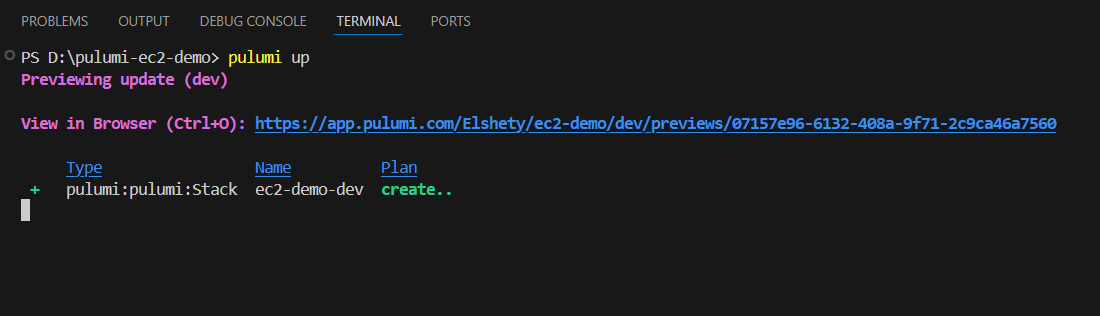 PROBLEMS OUTPUT DEBUG CONSOLE TERMINAL PORTS
PS D:\pulumi-ec2-demo> pulumi up
Previewing update (dev)
View in Browser (Ctrl+O): https://app.pulumi.com/Elshety/ec2-demo/dev/previews/07157e96-6132-408a-9f71-2c9ca46a7560
Type Name Plan
+ pulumi:pulumi:Stack ec2-demo-dev create..